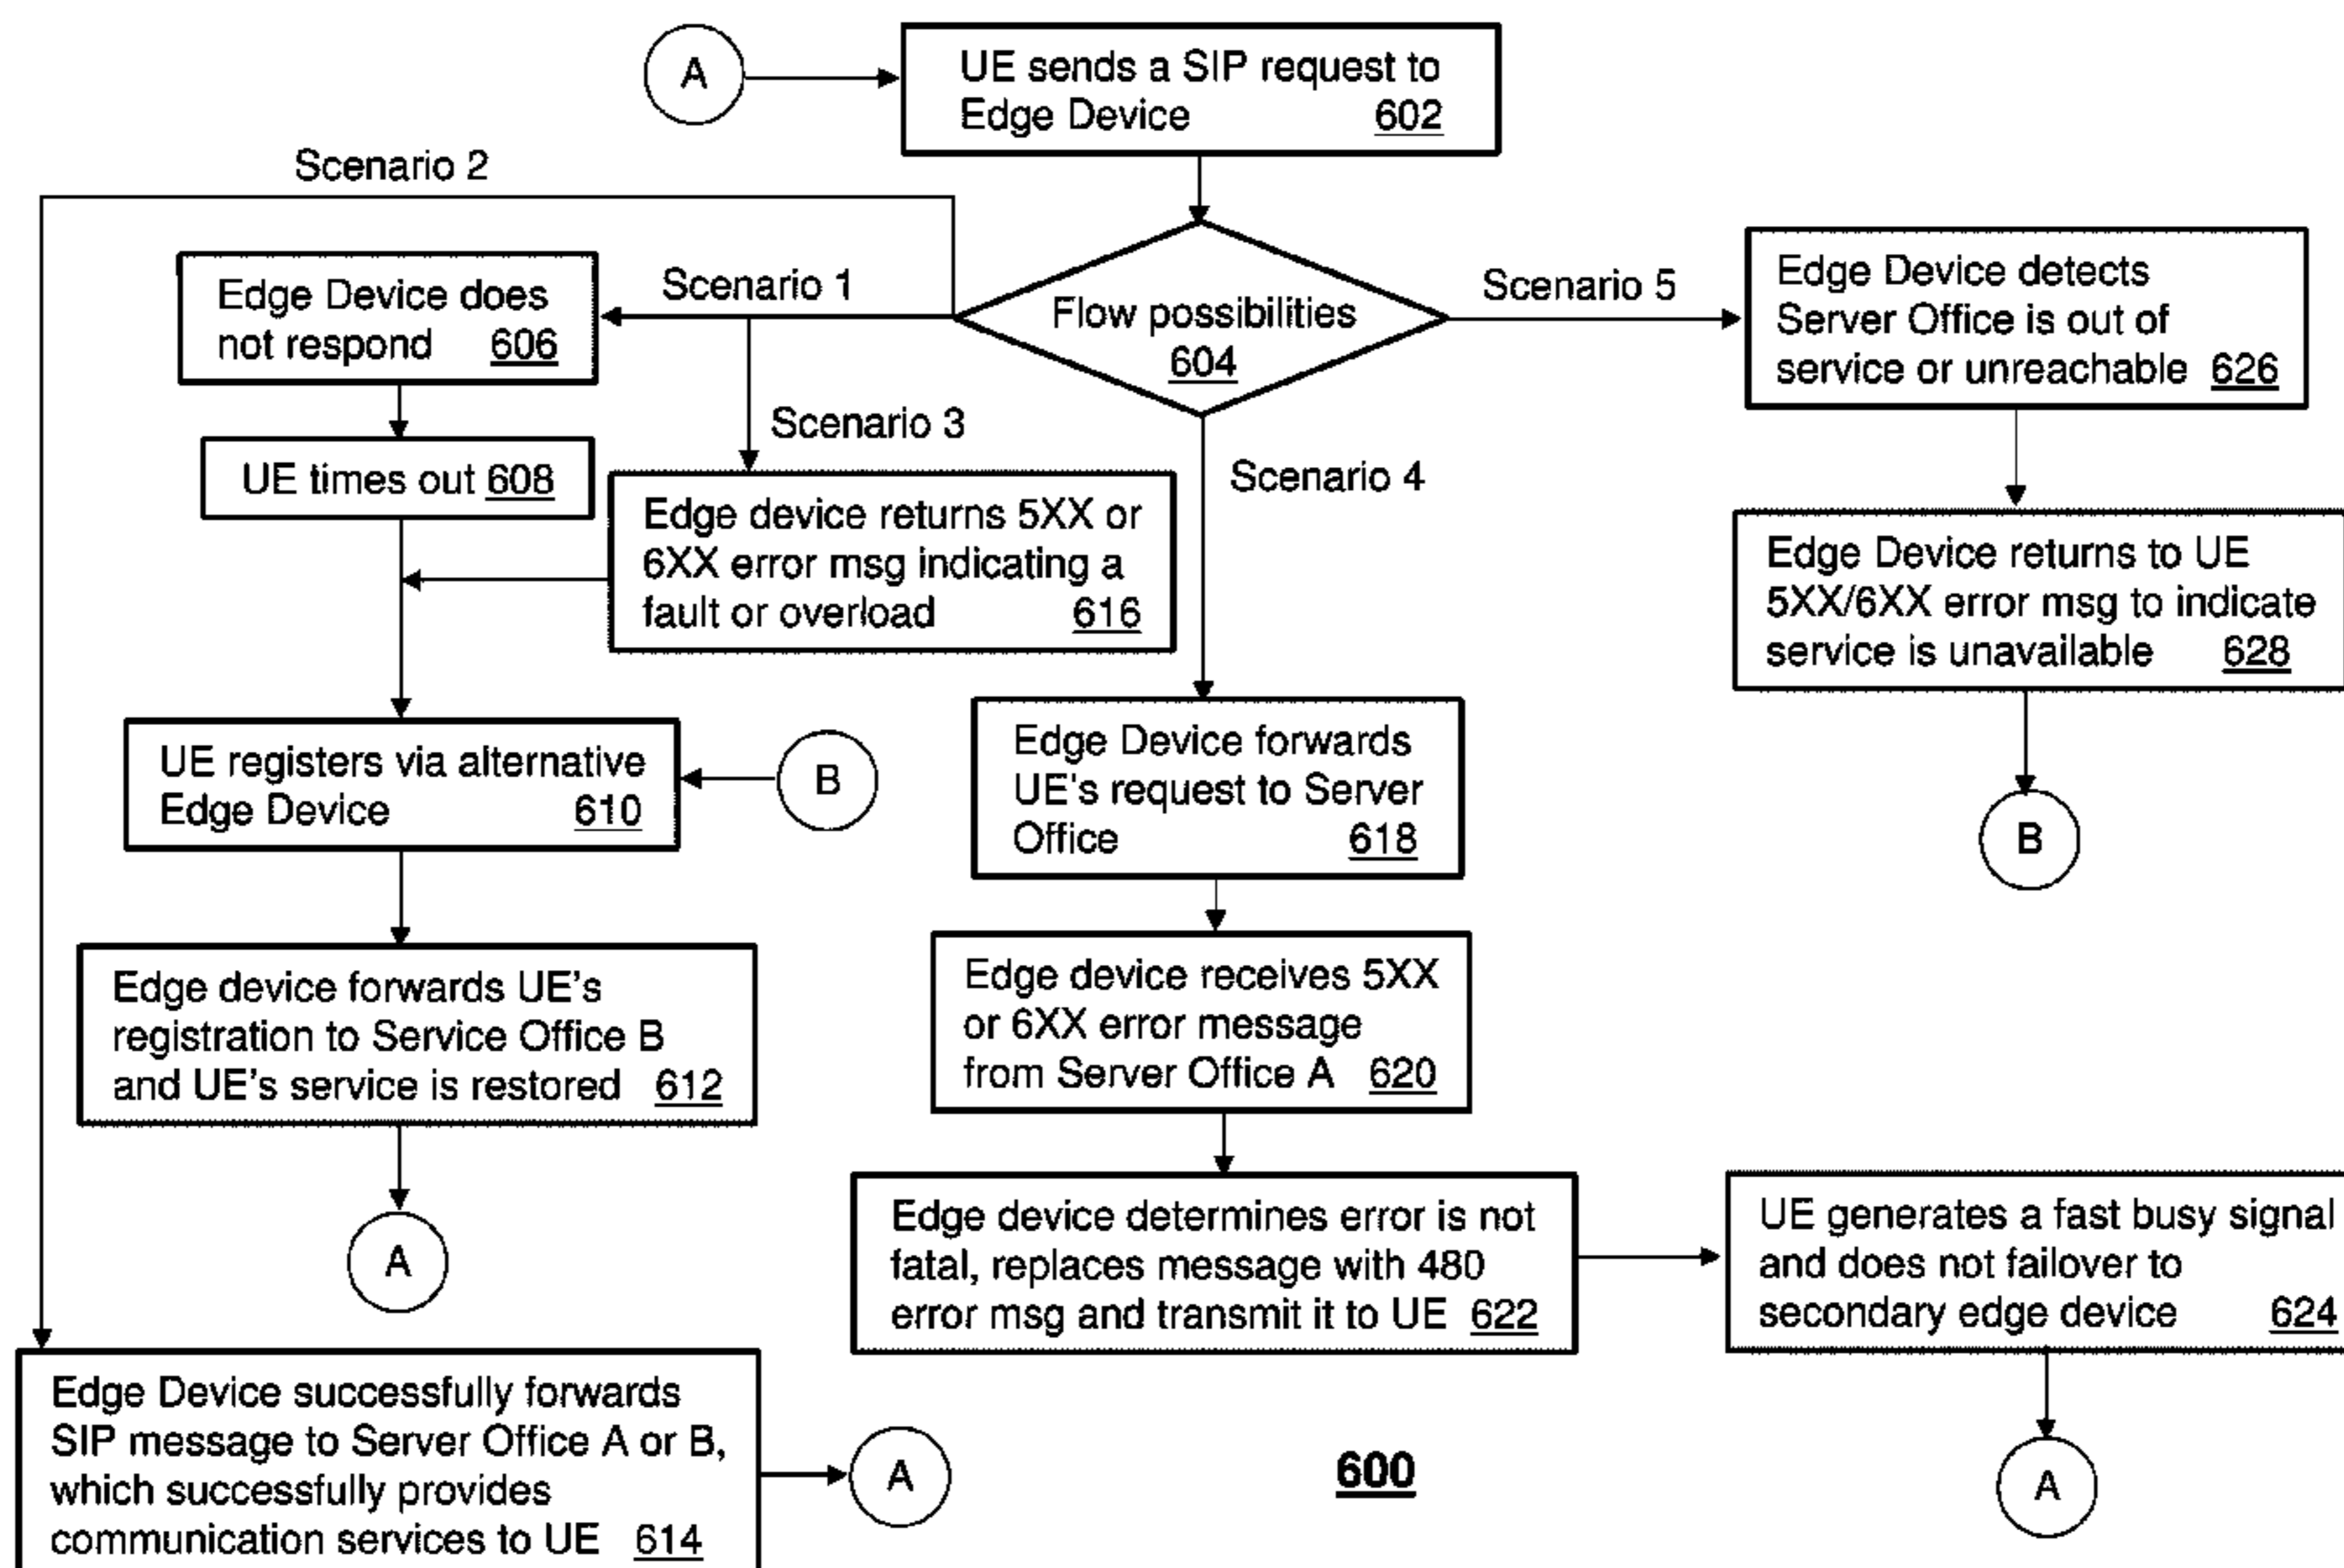 A
UE sends a SIP request to
Edge Device 602
Scenario 2
Edge Device does
not respond 606
Scenario 1
Flow possibilities
604
Scenario 5
Edge Device detects
Server Office is out of
service or unreachable 626
Scenario 3
UE times out 608
Edge device returns 5XX or
6XX error msg indicating a
fault or overload 616
Scenario 4
Edge Device returns to UE
5XX/6XX error msg to indicate
service is unavailable 628
UE registers via alternative
Edge Device 610
B
Edge Device forwards
UE's request to Server
Office 618
B
Edge device forwards UE's
registration to Service Office B
and UE's service is restored 612
Edge device receives 5XX
or 6XX error message
from Server Office A 620
A
Edge device determines error is not
fatal, replaces message with 480
error msg and transmit it to UE 622
UE generates a fast busy signal
and does not failover to
secondary edge device 624
Edge Device successfully forwards
SIP message to Server Office A or B,
which successfully provides
communication services to UE 614
A
600
A